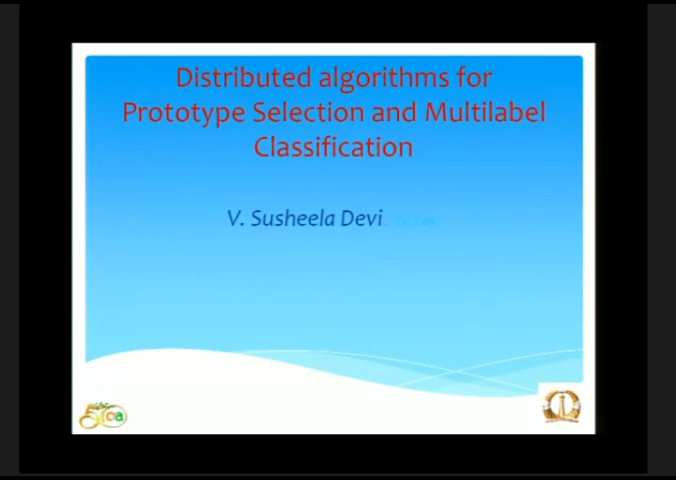 Distributed algorithms for
Prototype Selection and Multilabel
Classification
V. Susheela Devi